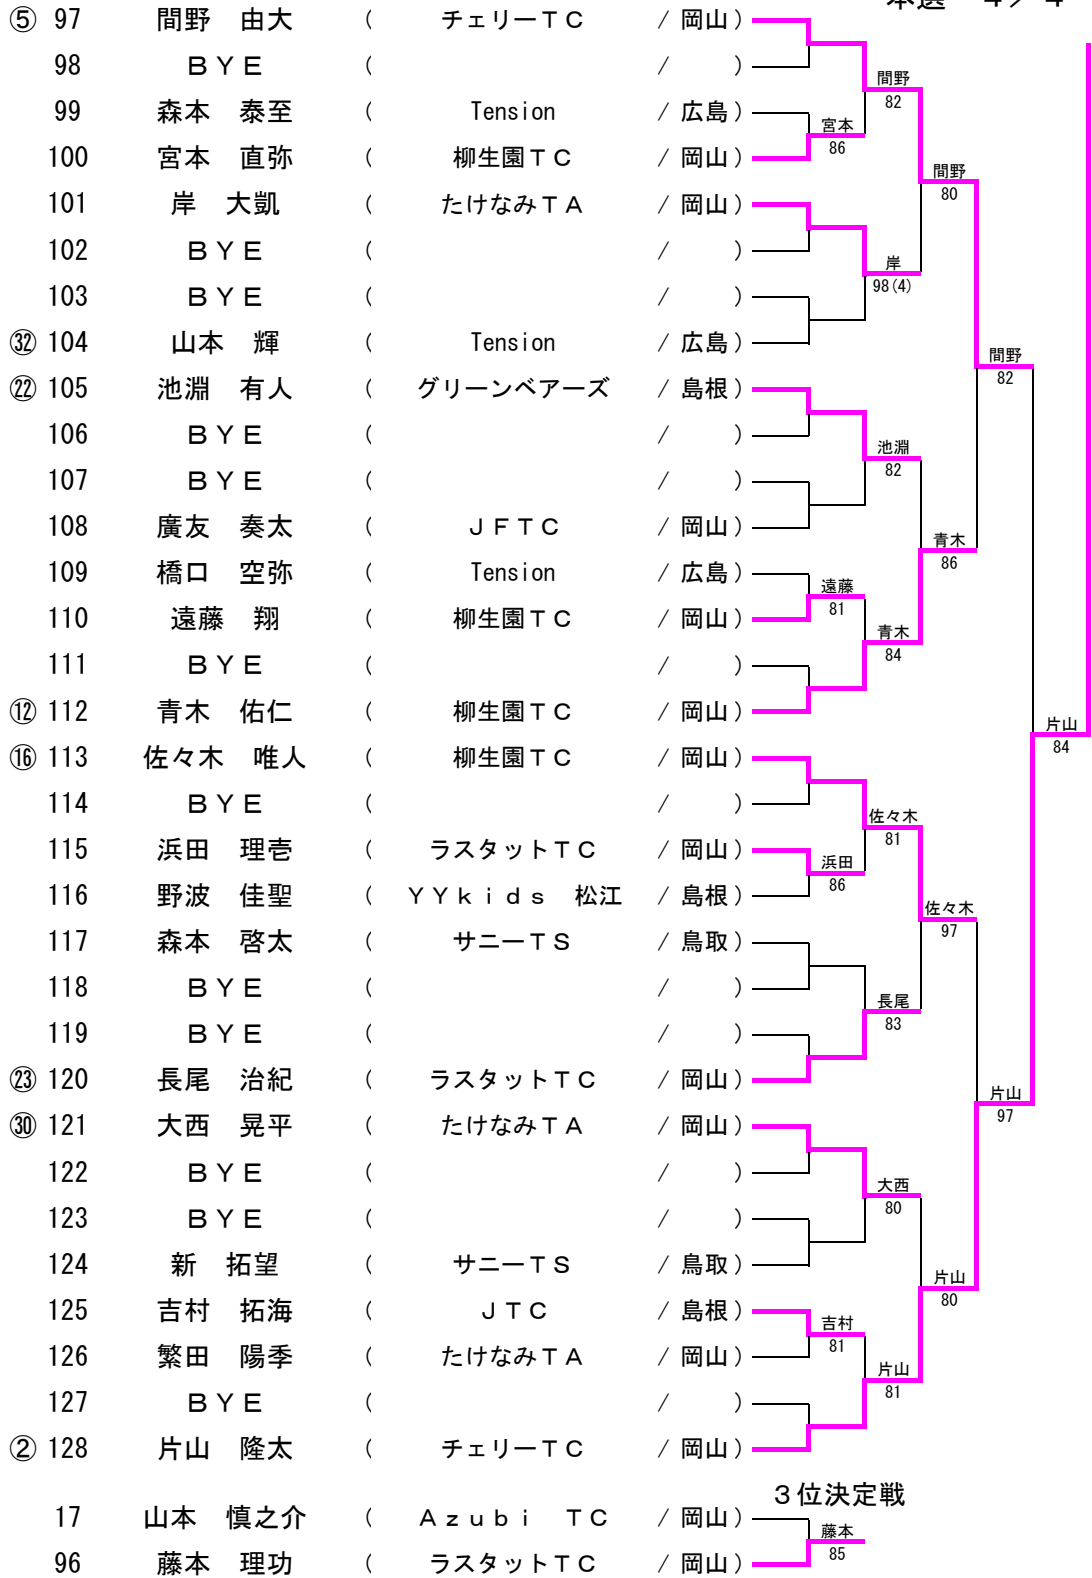 本選 4/4
⑤ 97 間野 由大 ( チェリーTC / 岡山 )
98 BYE ( / )
間野
82
99 森本 泰至 ( Tension / 広島 )
宮本
86
100 宮本 直弥 ( 柳生園TC / 岡山 )
間野
80
101 岸 大凱 ( たけなみTA / 岡山 )
102 BYE ( / )
岸
98(4)
103 BYE ( / )
㉜ 104 山本 輝 ( Tension / 広島 )
間野
82
㉒ 105 池淵 有人 ( グリーンベアーズ / 島根 )
106 BYE ( / )
池淵
82
107 BYE ( / )
108 廣友 奏太 ( JFTC / 岡山 )
青木
86
109 橋口 空弥 ( Tension / 広島 )
遠藤
81
110 遠藤 翔 ( 柳生園TC / 岡山 )
青木
84
111 BYE ( / )
⑫ 112 青木 佑仁 ( 柳生園TC / 岡山 )
片山
84
⑯ 113 佐々木 唯人 ( 柳生園TC / 岡山 )
114 BYE ( / )
佐々木
81
115 浜田 理壱 ( ラスタットTC / 岡山 )
浜田
86
116 野波 佳聖 ( YYkids 松江 / 島根 )
佐々木
97
117 森本 啓太 ( サニーTS / 鳥取 )
118 BYE ( / )
長尾
83
119 BYE ( / )
㉓ 120 長尾 治紀 ( ラスタットTC / 岡山 )
片山
97
㉚ 121 大西 晃平 ( たけなみTA / 岡山 )
122 BYE ( / )
大西
80
123 BYE ( / )
124 新 拓望 ( サニーTS / 鳥取 )
片山
80
125 吉村 拓海 ( JTC / 島根 )
吉村
81
126 繁田 陽季 ( たけなみTA / 岡山 )
片山
81
127 BYE ( / )
② 128 片山 隆太 ( チェリーTC / 岡山 )
3位決定戦
17 山本 慎之介 ( Azubi TC / 岡山 )
藤本
85
96 藤本 理功 ( ラスタットTC / 岡山 )